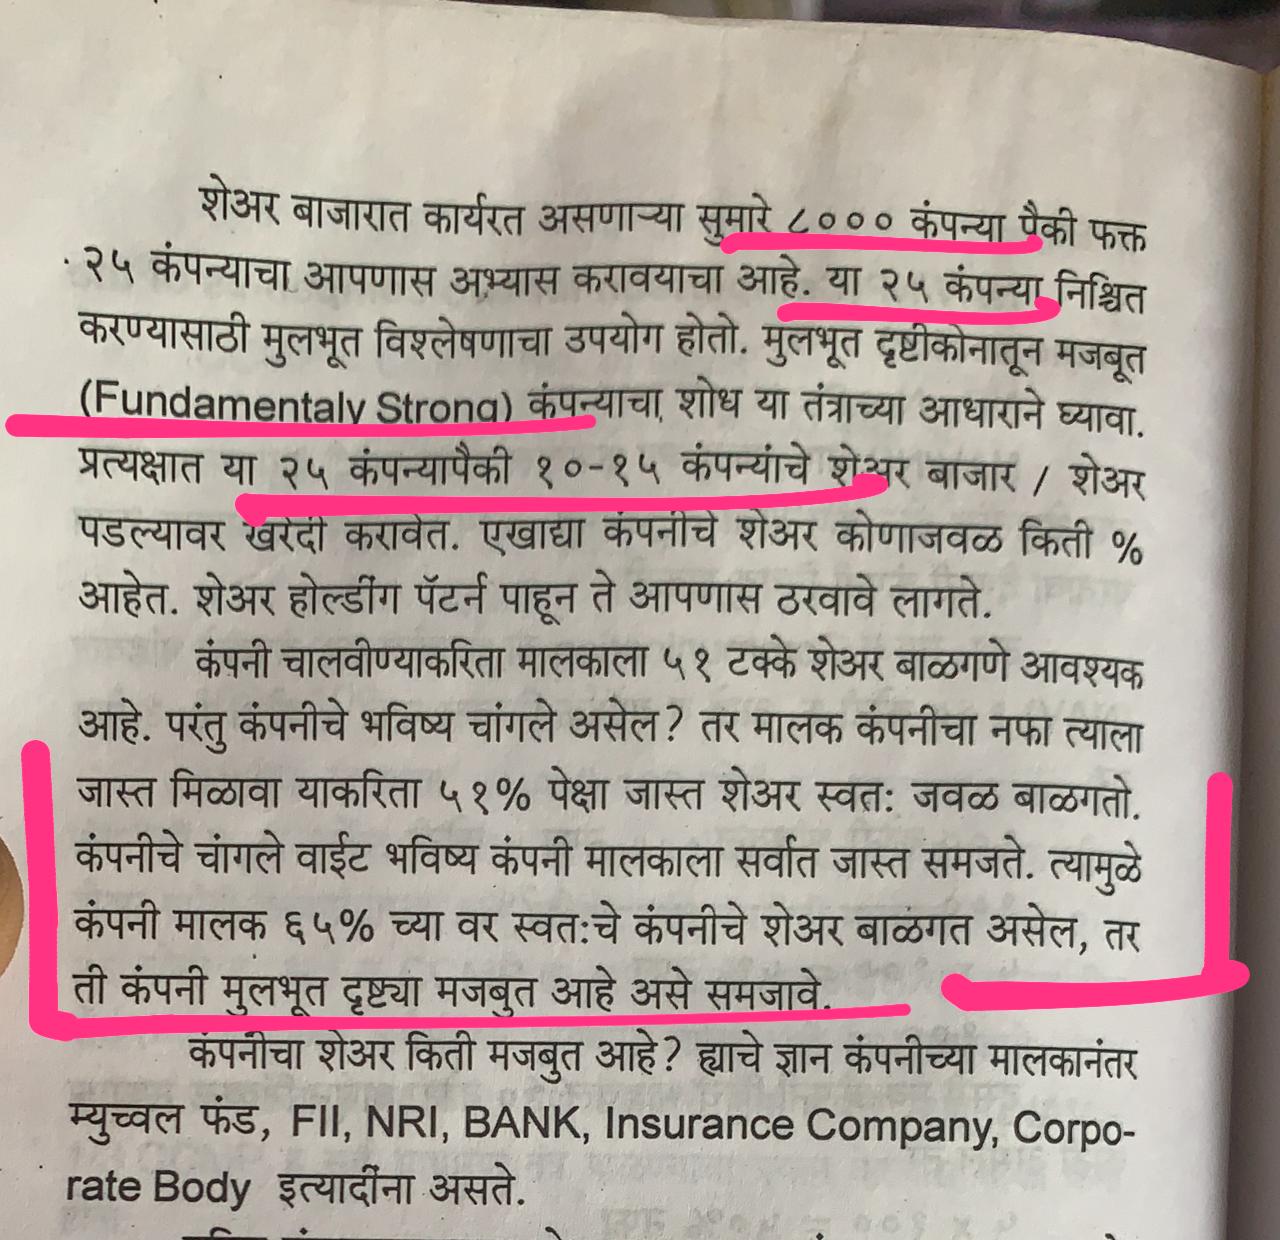 शेअर बाजारात कार्यरत असणाऱ्या सुमारे ८००० कंपन्या पैकी फक्त
२५ कंपन्याचा आपणास अभ्यास करावयाचा आहे. या २५ कंपन्या निश्चित
करण्यासाठी मुलभूत विश्लेषणाचा उपयोग होतो. मुलभूत दृष्टीकोनातून मजबूत
(Fundamentaly Strong) कंपन्याचा शोध या तंत्राच्या आधाराने घ्यावा.
प्रत्यक्षात या २५ कंपन्यापैकी १०-१५ कंपन्यांचे शेअर बाजार / शेअर
पडल्यावर खरेदी करावेत. एखाद्या कंपनीचे शेअर कोणाजवळ किती %
आहेत. शेअर होल्डींग पॅटर्न पाहून ते आपणास ठरवावे लागते.
कंपनी चालवीण्याकरिता मालकाला ५१ टक्के शेअर बाळगणे आवश्यक
आहे. परंतु कंपनीचे भविष्य चांगले असेल? तर मालक कंपनीचा नफा त्याला
जास्त मिळावा याकरिता ५१% पेक्षा जास्त शेअर स्वत: जवळ बाळगतो.
कंपनीचे चांगले वाईट भविष्य कंपनी मालकाला सर्वात जास्त समजते. त्यामुळे
कंपनी मालक ६५% च्या वर स्वत:चे कंपनीचे शेअर बाळगत असेल, तर
ती कंपनी मुलभूत दृष्ट्या मजबुत आहे असे समजावे.
कंपनीचा शेअर किती मजबुत आहे? ह्याचे ज्ञान कंपनीच्या मालकानंतर
म्युच्वल फंड, FII, NRI, BANK, Insurance Company, Corpo-
rate Body इत्यादींना असते.